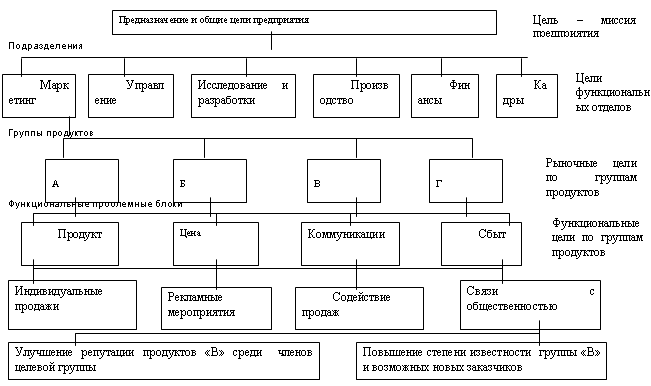 Предназначение и общие цели предприятия
Цель – миссия
предприятия
Подразделения
Марк
етинг
Управл
ение
Исследование и
разработки
Произв
одство
Фин
ансы
Ка
дры
Цели
функциональн
ых отделов
Группы продуктов
А
Б
В
Г
Рыночные цели
по группам
продуктов
Функциональные проблемные блоки
Продукт
Цена
Коммуникации
Сбыт
Функциональные
цели по группам
продуктов
Индивидуальные
продажи
Рекламные
мероприятия
Содействие
продаж
Связи с
общественностью
Улучшение репутации продуктов «В» среди членов
целевой группы
Повышение степени известности группы «В»
и возможных новых заказчиков